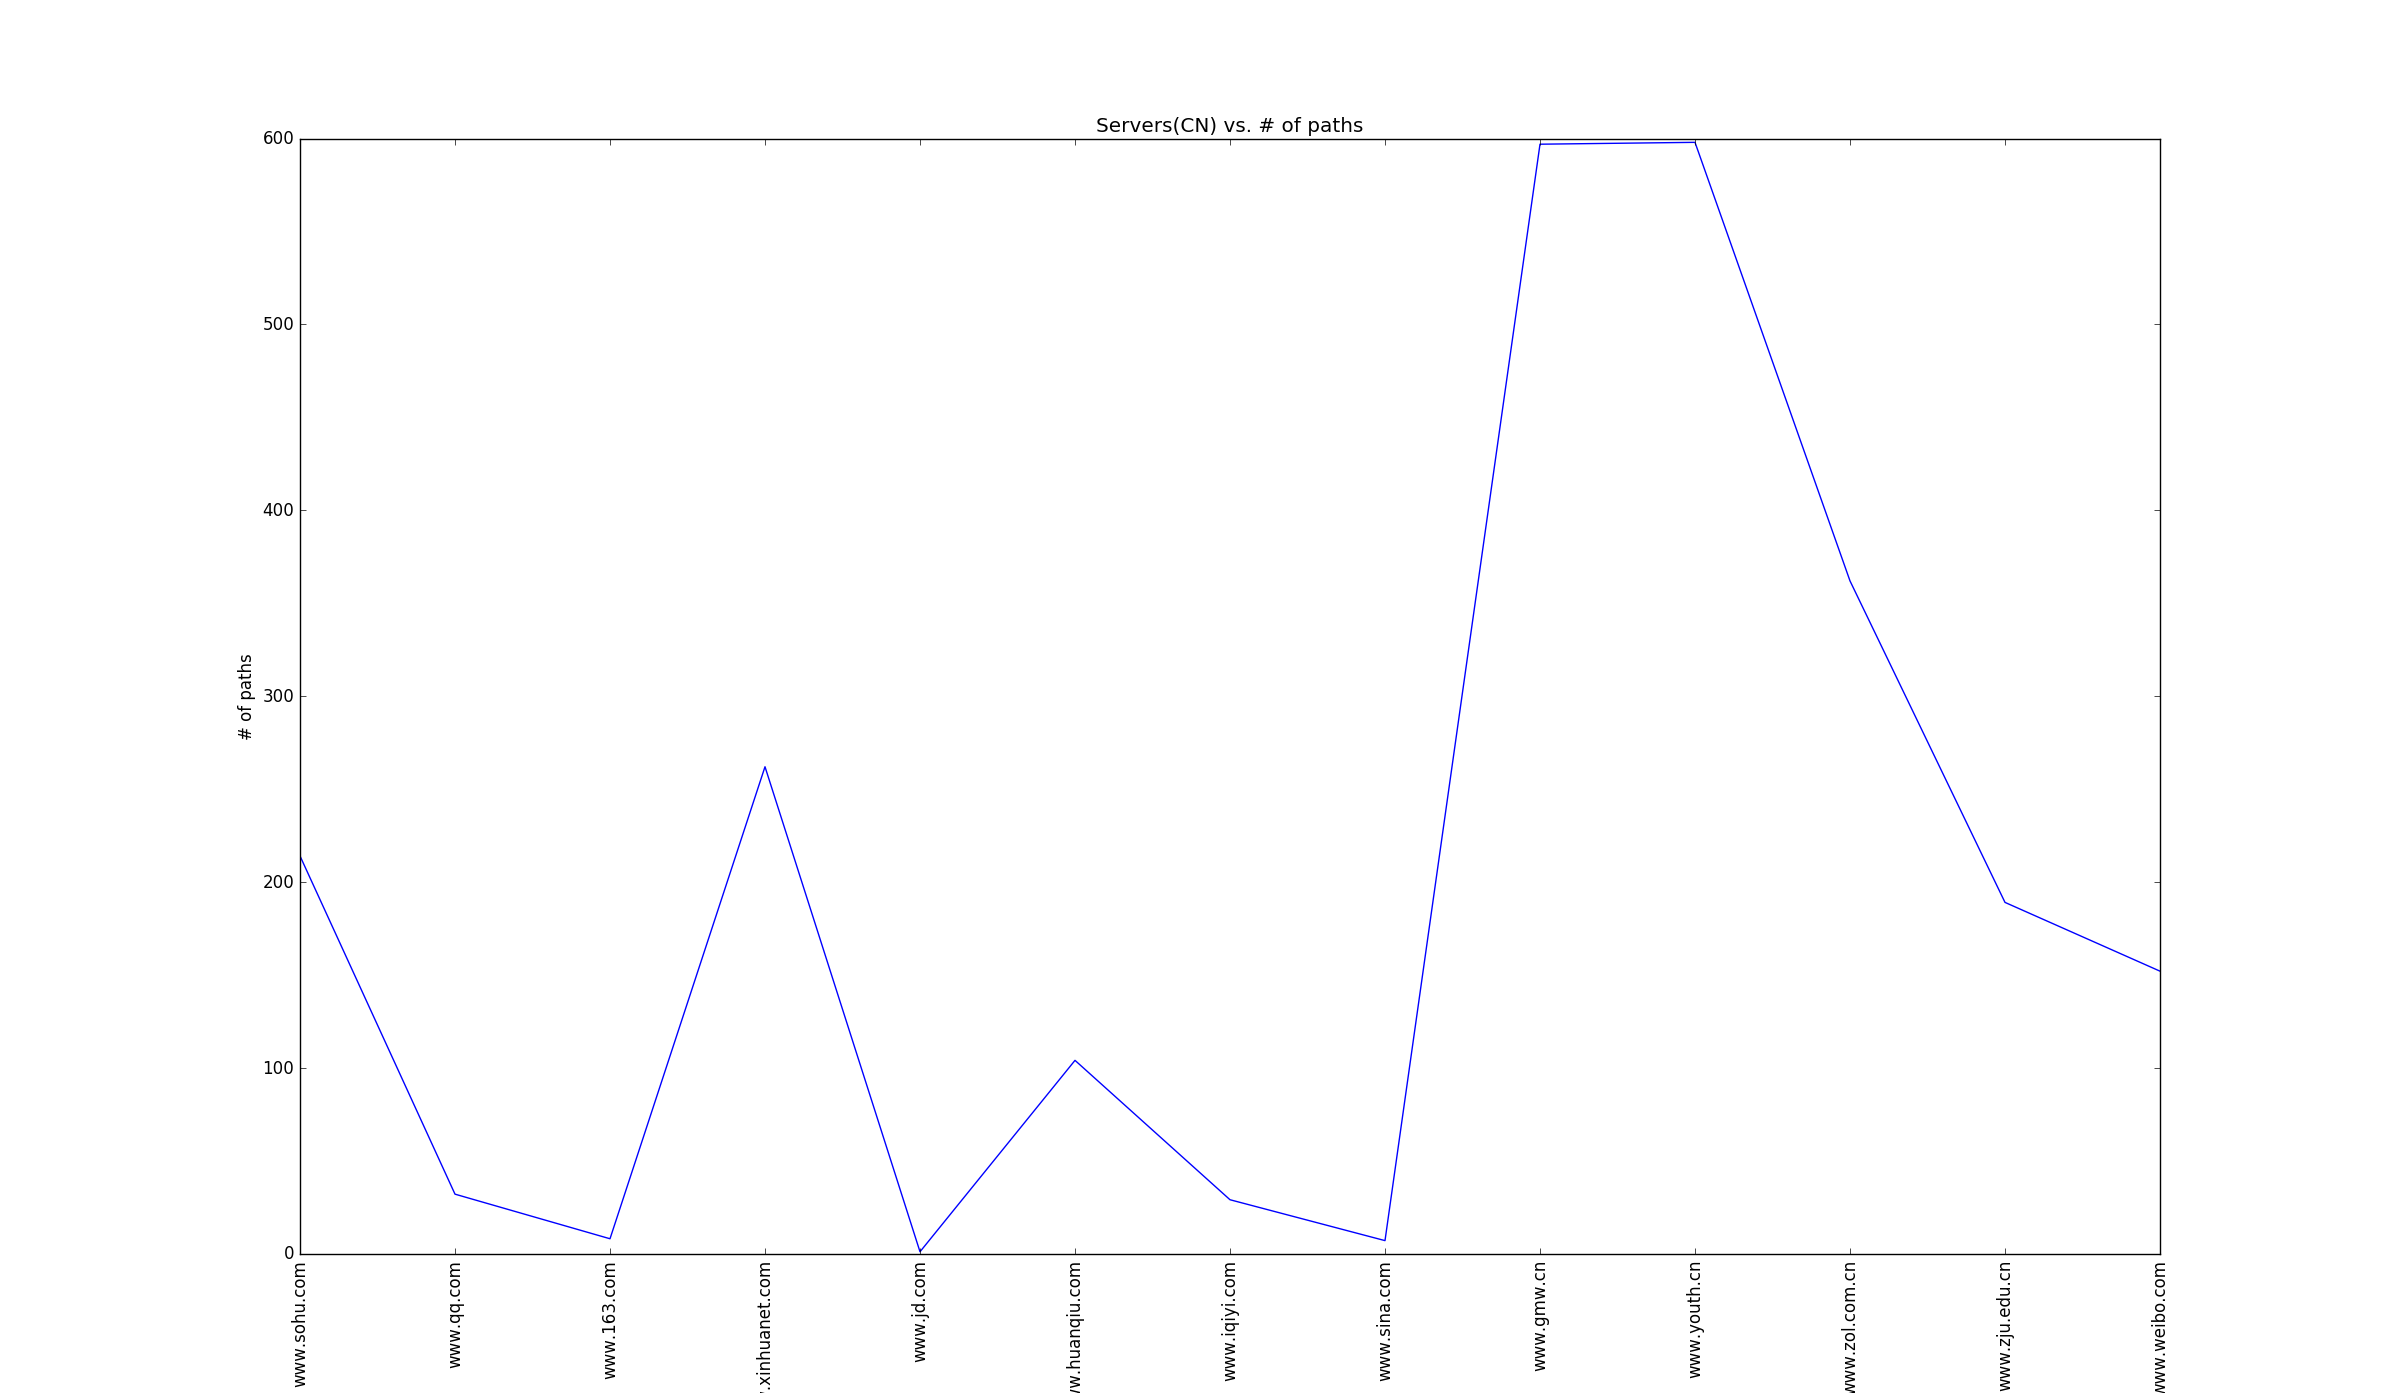 Servers(CN) vs. # of paths
600
500
400
300
200
100
0
# of paths
www.sohu.com
www.qq.com
www.163.com
.xinhuanet.com
www.jd.com
ww.huanqiu.com
www.iqiyi.com
www.sina.com
www.gmw.cn
www.youth.cn
www.zol.com.cn
www.zju.edu.cn
www.weibo.com